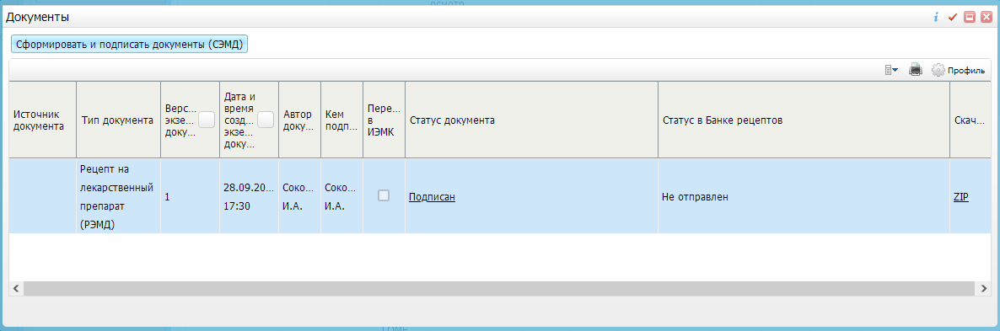 Документы
Сформировать и подписать документы (СЭМД)
Профиль
Источник
документа
Тип документа
Верс...
экзе...
доку...
Дата и
время
созд...
экзе...
доку...
Автор
доку...
Кем
подп...
Пере...
в
ИЭМК
Статус документа
Статус в Банке рецептов
Скач...
Рецепт на
лекарственный
препарат
(РЭМД)
1
28.09.20...
17:30
Соко...
И.А.
Соко...
И.А.
Подписан
Не отправлен
ZIP